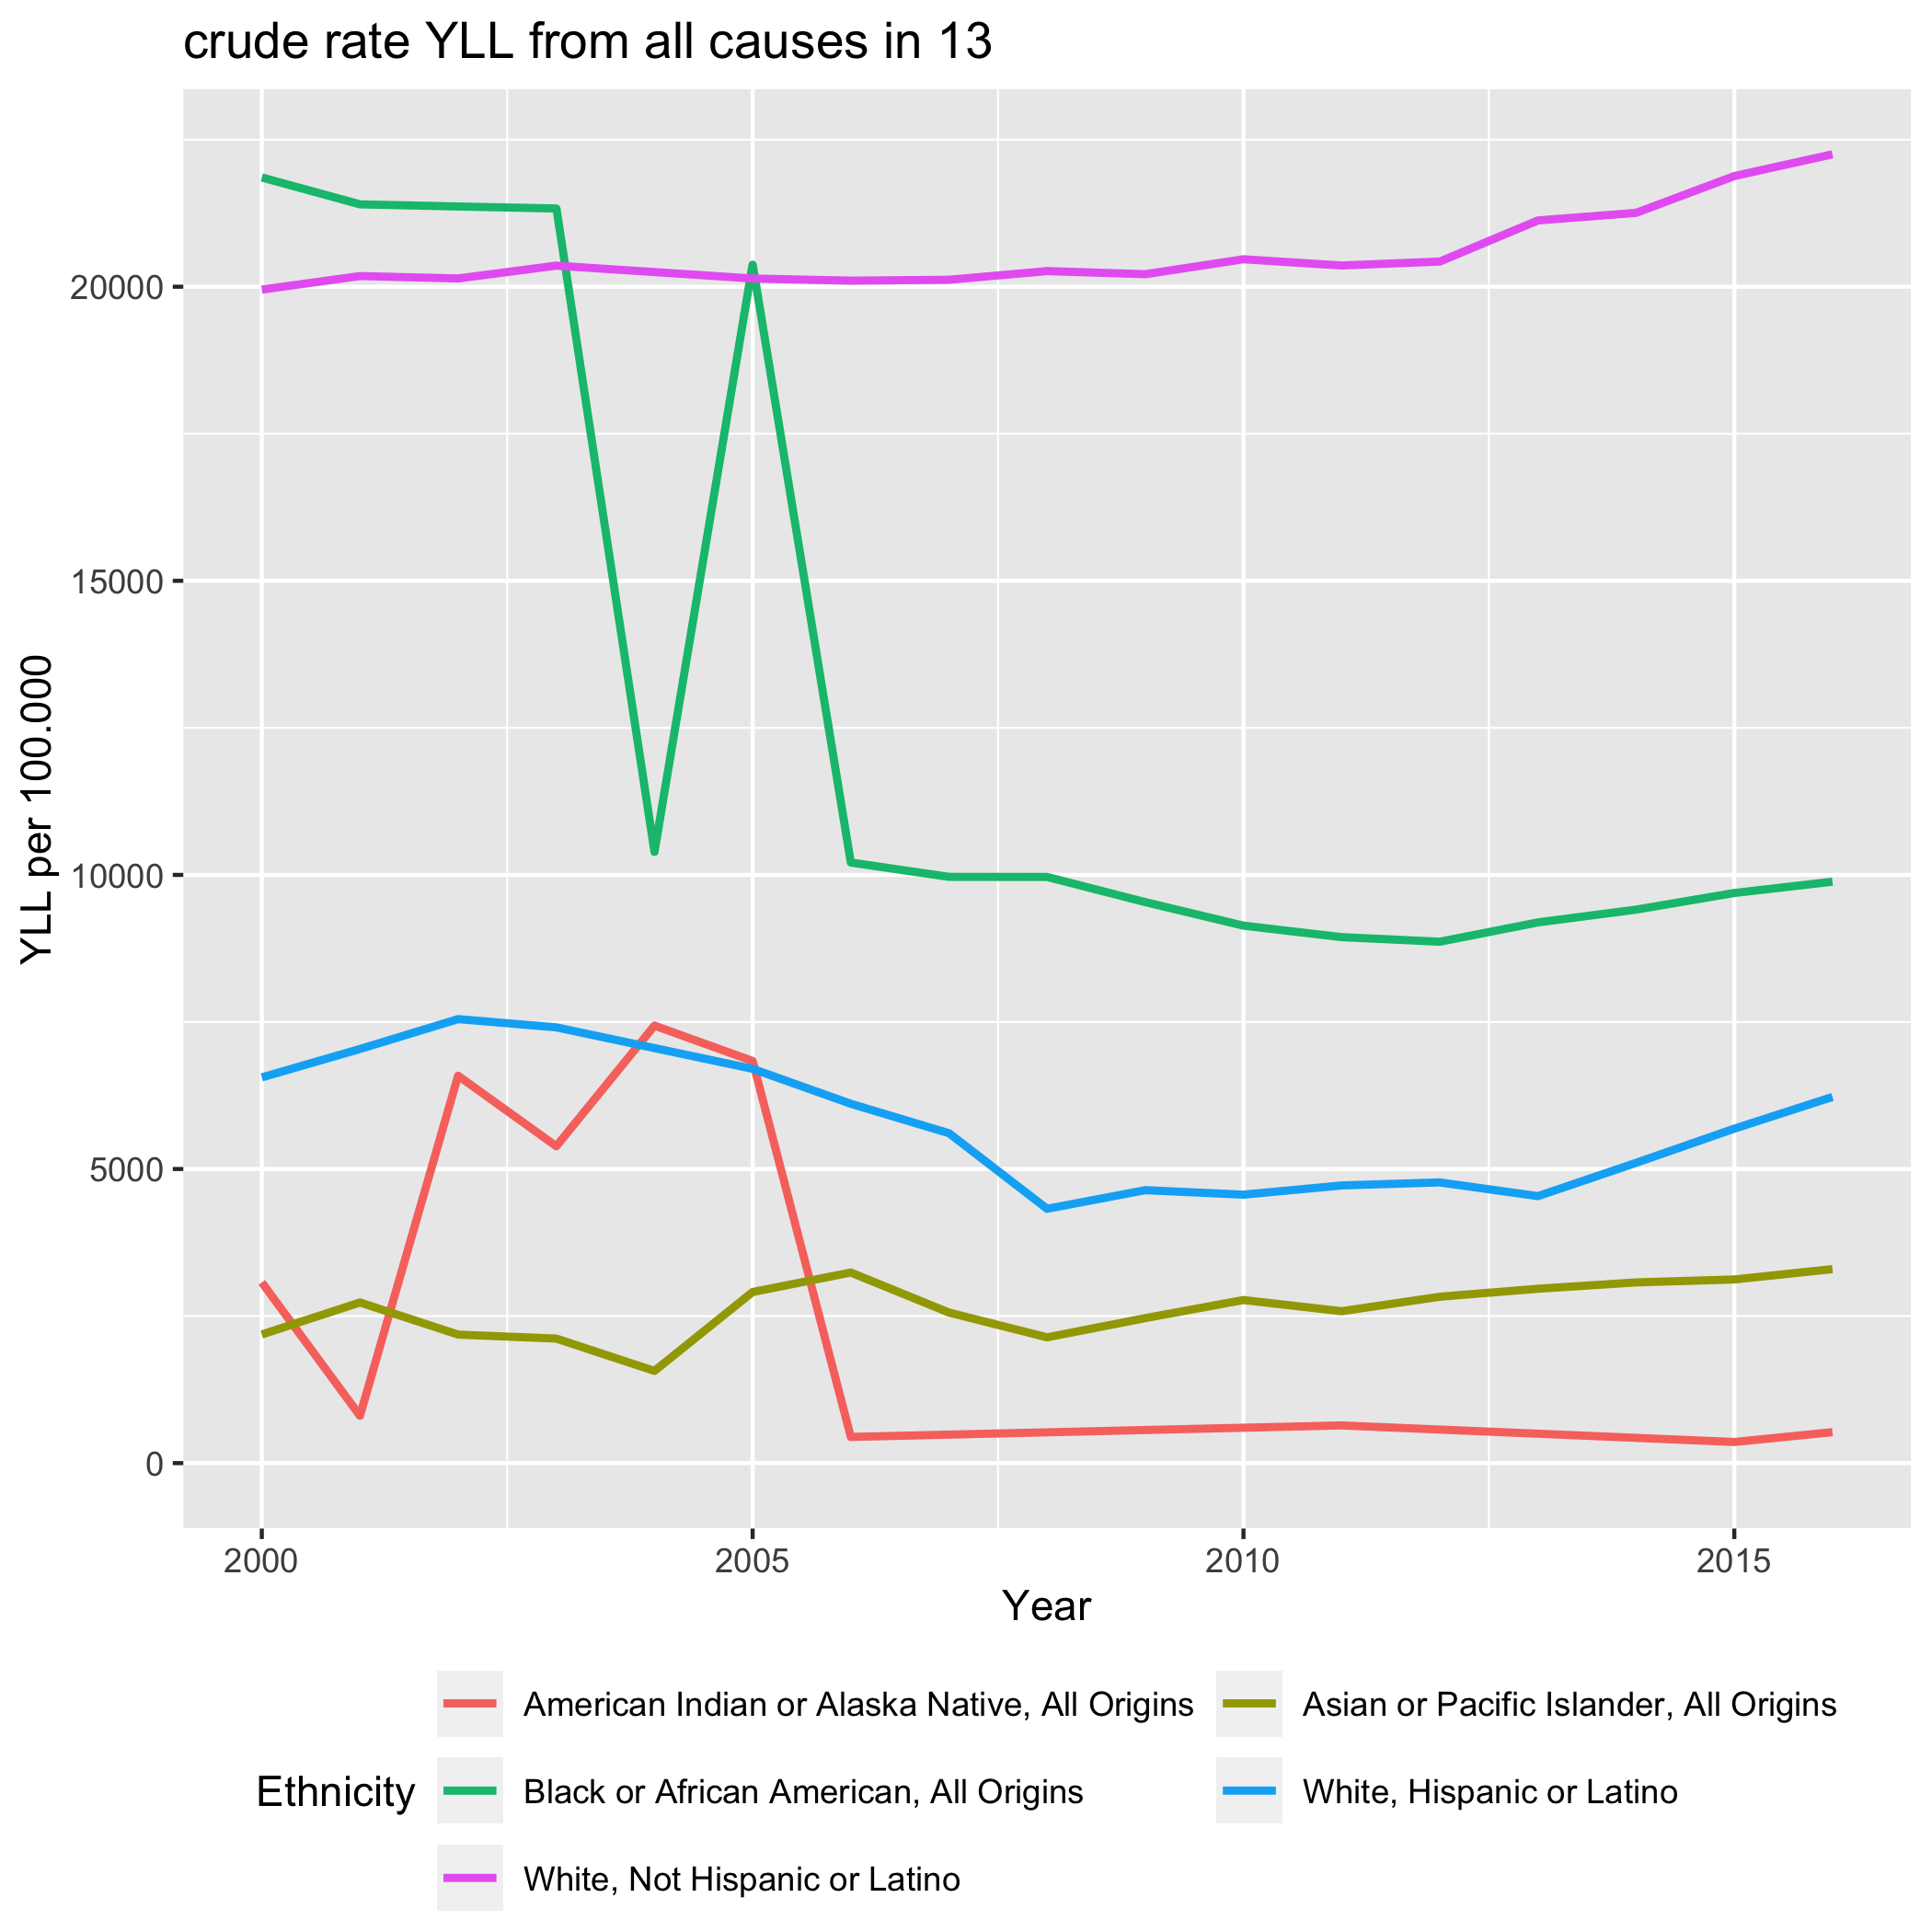 crude rate YLL from all causes in 13
YLL per 100.000
20000
15000
10000
5000
0
2000 2005 2010 2015
Year
Ethnicity
American Indian or Alaska Native, All Origins
Asian or Pacific Islander, All Origins
Black or African American, All Origins
White, Hispanic or Latino
White, Not Hispanic or Latino